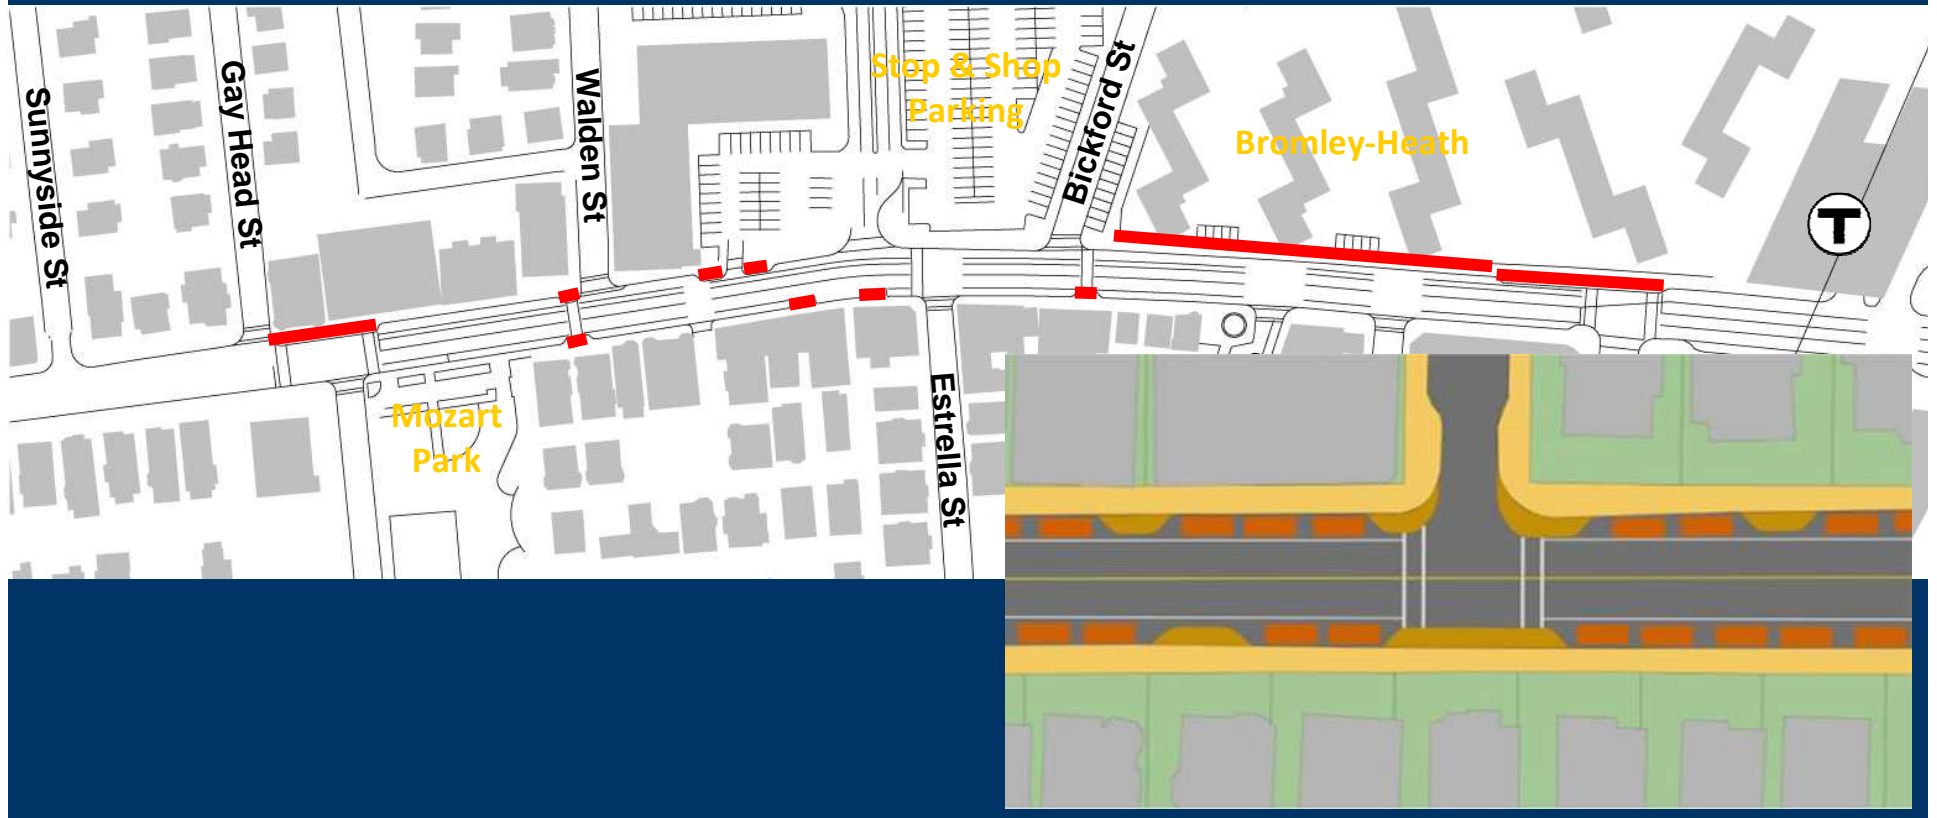 Sunnyside St
Gay Head St
Walden St
Stop & Shop
Parking
Bickford St
Bromley-Heath
T
Mozart
Park
Estrella St